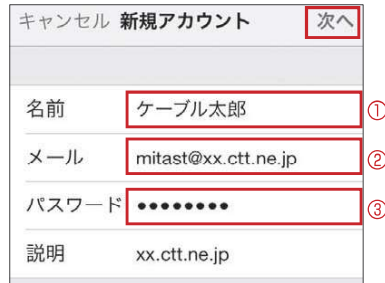 キャンセル 新規アカウント 次へ
名前 ケーブル太郎 ①
メール mitast@xx.ctt.ne.jp ②
パスワード ●●●●●●●● ③
説明 xx.ctt.ne.jp